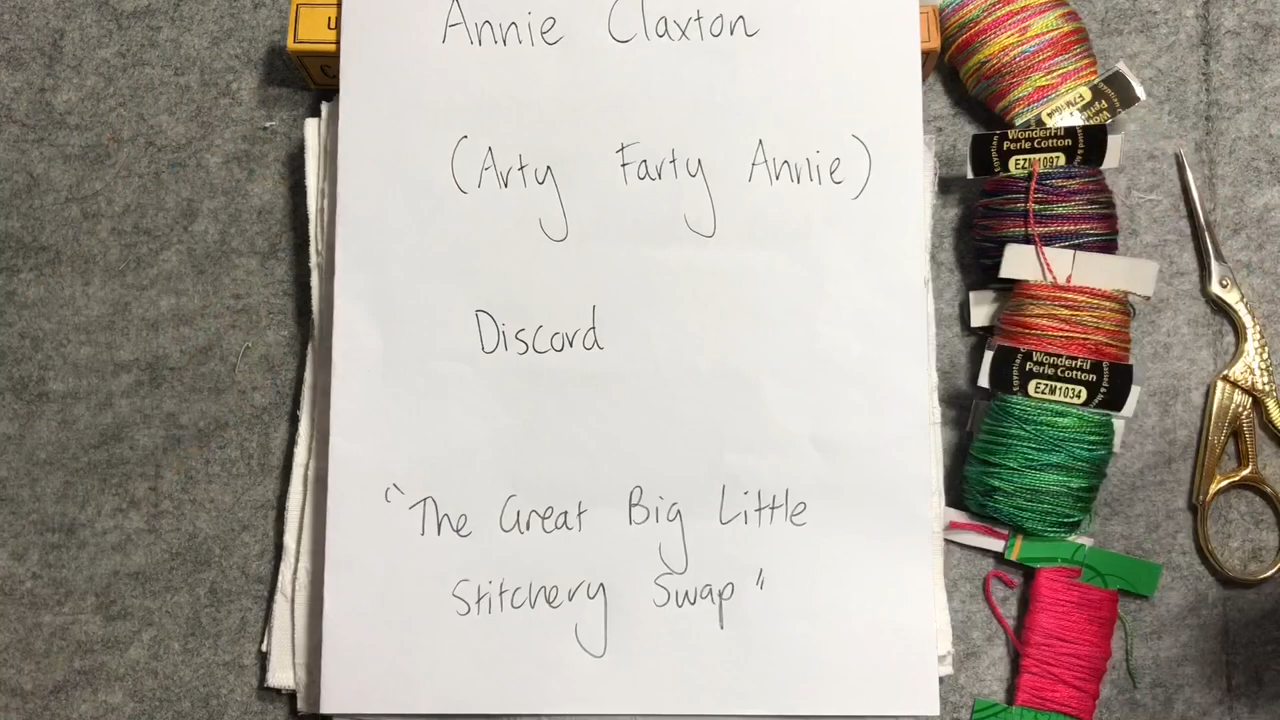 Annie Claxton
(Arty Farty Annie)
Discord
"The Great Big Little
Stitchery Swap"
WonderFil
Perle Cotton
EZM1097
WonderFil
Perle Cotton
EZM1034
Egyptian